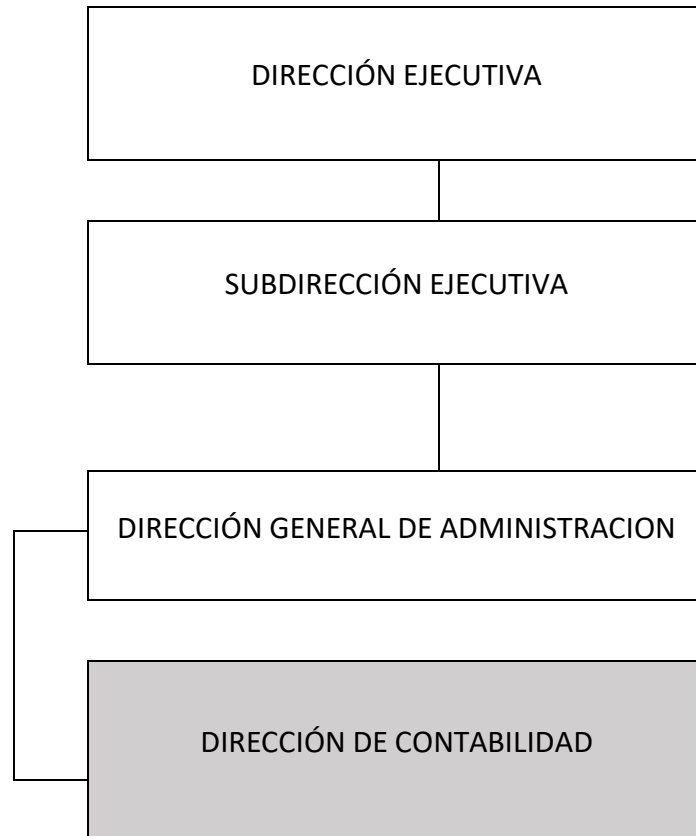 DIRECCIÓN EJECUTIVA
SUBDIRECCIÓN EJECUTIVA
DIRECCIÓN GENERAL DE ADMINISTRACION
DIRECCIÓN DE CONTABILIDAD